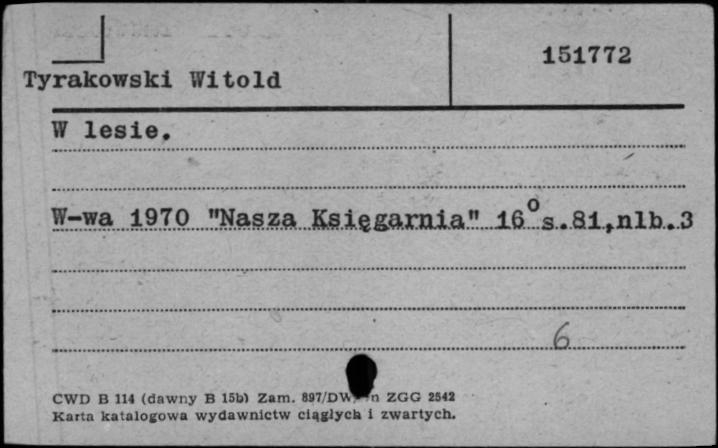 151772
Tyrakowski Witold
W lesie.
W-wa 1970 "Nasza Księgarnia" 16° s.81,nlb.3
6
CWD B 114 (dawny B 15b) Zam. 897/DW ZGG 2542
Karta katalogowa wydawnictw ciągłych i zwartych.